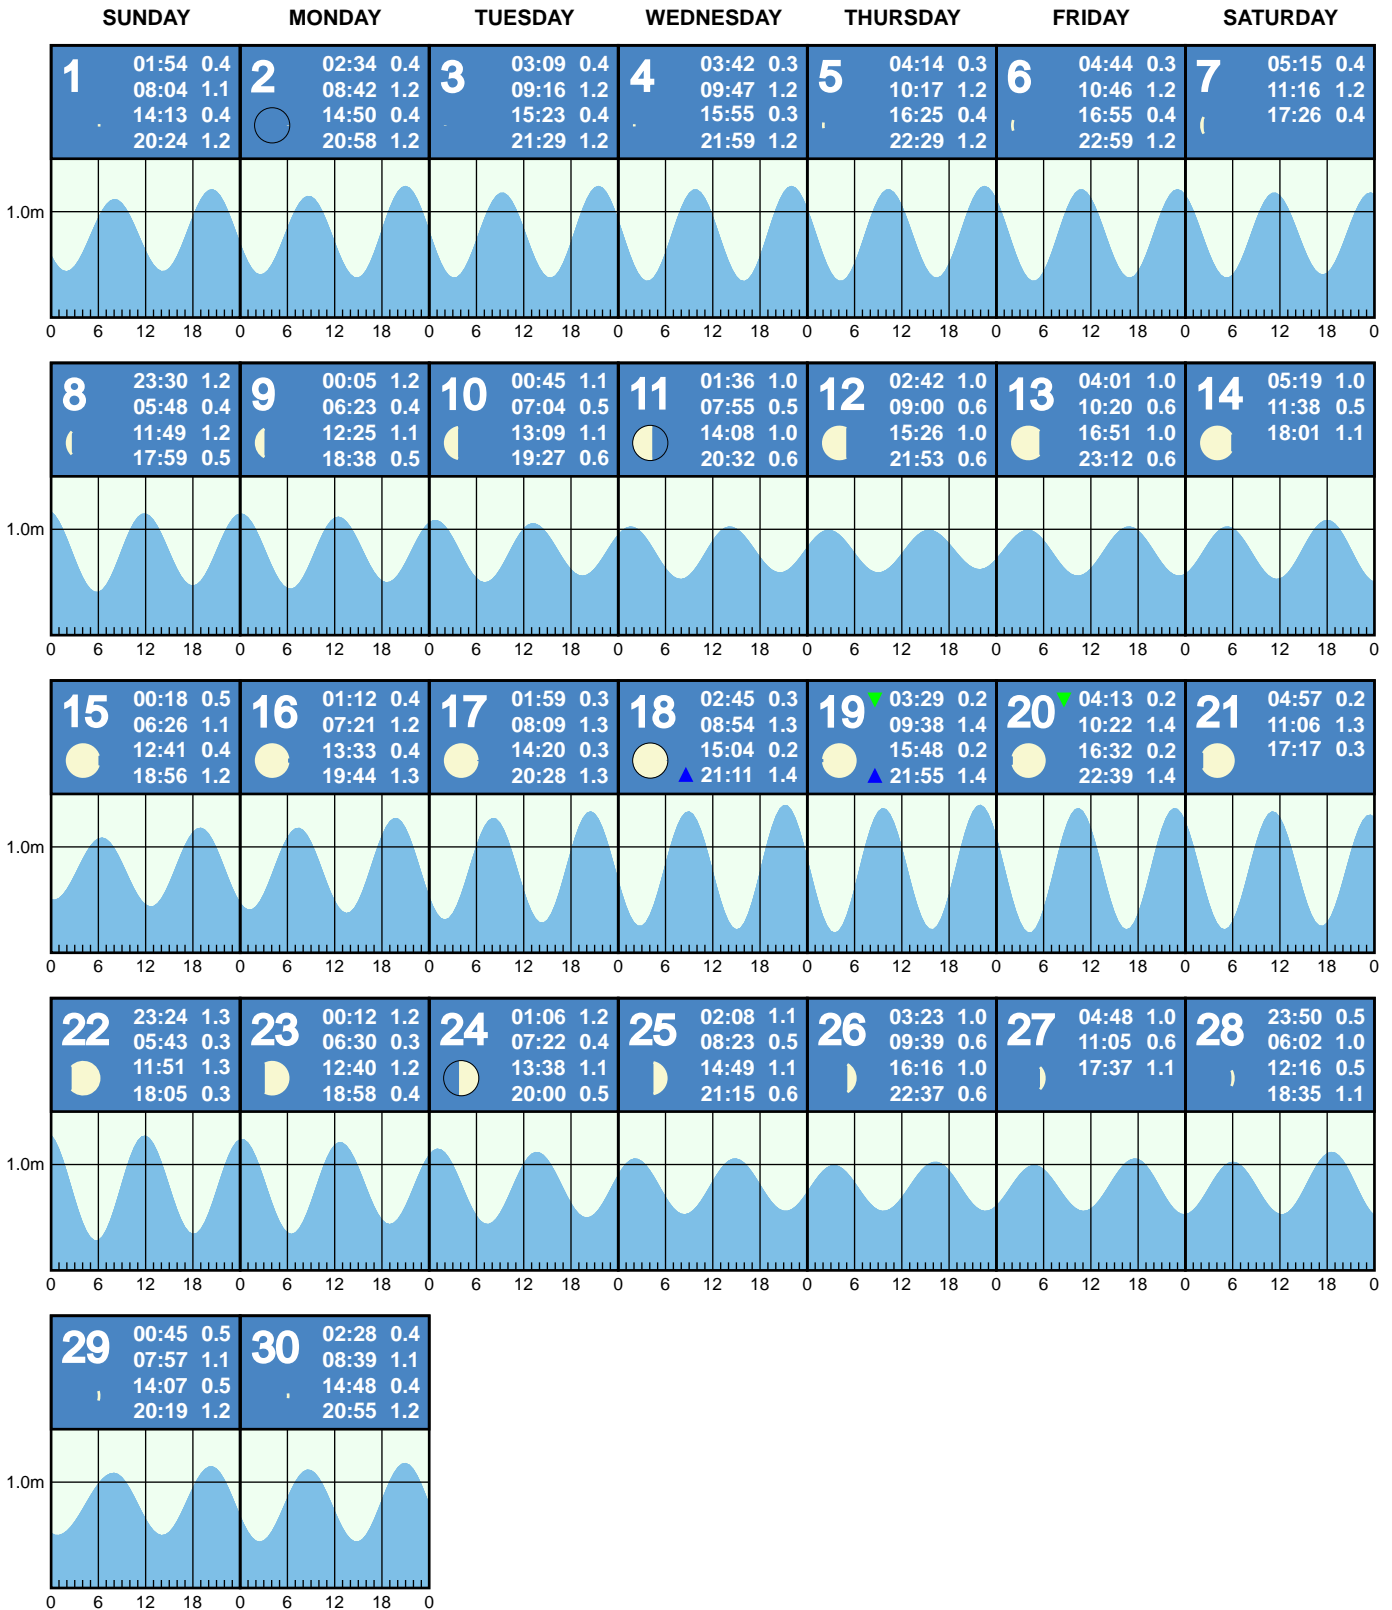 SUNDAY MONDAY TUESDAY WEDNESDAY THURSDAY FRIDAY SATURDAY
1 01:54 0.4
08:04 1.1
14:13 0.4
20:24 1.2
2 02:34 0.4
08:42 1.2
14:50 0.4
20:58 1.2
3 03:09 0.4
09:16 1.2
15:23 0.4
21:29 1.2
4 03:42 0.3
09:47 1.2
15:55 0.3
21:59 1.2
5 04:14 0.3
10:17 1.2
16:25 0.4
22:29 1.2
6 04:44 0.3
10:46 1.2
16:55 0.4
22:59 1.2
7 05:15 0.4
11:16 1.2
17:26 0.4
1.0m
0 6 12 18 0 6 12 18 0 6 12 18 0 6 12 18 0 6 12 18 0 6 12 18 0 6 12 18 0
8 23:30 1.2
05:48 0.4
11:49 1.2
17:59 0.5
9 00:05 1.2
06:23 0.4
12:25 1.1
18:38 0.5
10 00:45 1.1
07:04 0.5
13:09 1.1
19:27 0.6
11 01:36 1.0
07:55 0.5
14:08 1.0
20:32 0.6
12 02:42 1.0
09:00 0.6
15:26 1.0
21:53 0.6
13 04:01 1.0
10:20 0.6
16:51 1.0
23:12 0.6
14 05:19 1.0
11:38 0.5
18:01 1.1
1.0m
0 6 12 18 0 6 12 18 0 6 12 18 0 6 12 18 0 6 12 18 0 6 12 18 0 6 12 18 0
15 00:18 0.5
06:26 1.1
12:41 0.4
18:56 1.2
16 01:12 0.4
07:21 1.2
13:33 0.4
19:44 1.3
17 01:59 0.3
08:09 1.3
14:20 0.3
20:28 1.3
18 02:45 0.3
08:54 1.3
15:04 0.2
21:11 1.4
19 03:29 0.2
09:38 1.4
15:48 0.2
21:55 1.4
20 04:13 0.2
10:22 1.4
16:32 0.2
22:39 1.4
21 04:57 0.2
11:06 1.3
17:17 0.3
1.0m
0 6 12 18 0 6 12 18 0 6 12 18 0 6 12 18 0 6 12 18 0 6 12 18 0 6 12 18 0
22 23:24 1.3
05:43 0.3
11:51 1.3
18:05 0.3
23 00:12 1.2
06:30 0.3
12:40 1.2
18:58 0.4
24 01:06 1.2
07:22 0.4
13:38 1.1
20:00 0.5
25 02:08 1.1
08:23 0.5
14:49 1.1
21:15 0.6
26 03:23 1.0
09:39 0.6
16:16 1.0
22:37 0.6
27 04:48 1.0
11:05 0.6
17:37 1.1
28 23:50 0.5
06:02 1.0
12:16 0.5
18:35 1.1
1.0m
0 6 12 18 0 6 12 18 0 6 12 18 0 6 12 18 0 6 12 18 0 6 12 18 0 6 12 18 0
29 00:45 0.5
07:57 1.1
14:07 0.5
20:19 1.2
30 02:28 0.4
08:39 1.1
14:48 0.4
20:55 1.2
1.0m
0 6 12 18 0 6 12 18 0